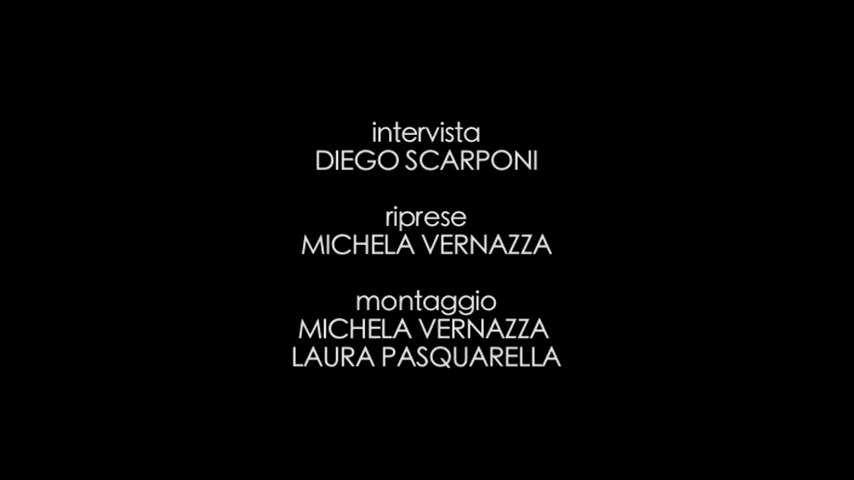 intervista
DIEGO SCARPONI
riprese
MICHELA VERNAZZA
montaggio
MICHELA VERNAZZA
LAURA PASQUARELLA